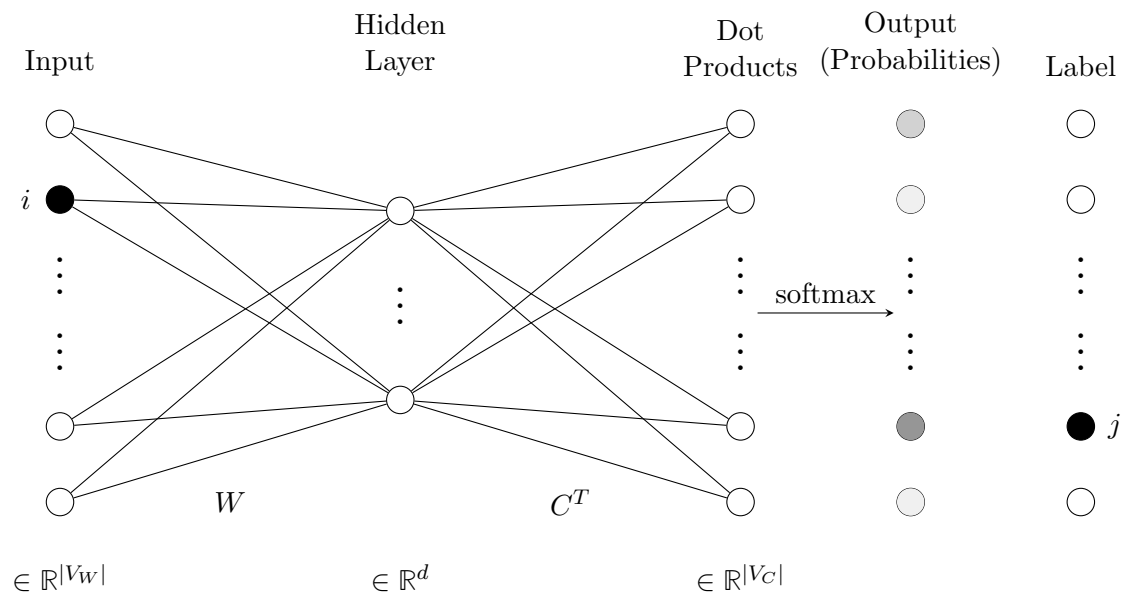 Input
Hidden
Layer
Dot
Products
Output
(Probabilities)
Label
i
softmax
j
W
C^T
∈ ℝ^{|V_W|}
∈ ℝ^d
∈ ℝ^{|V_C|}